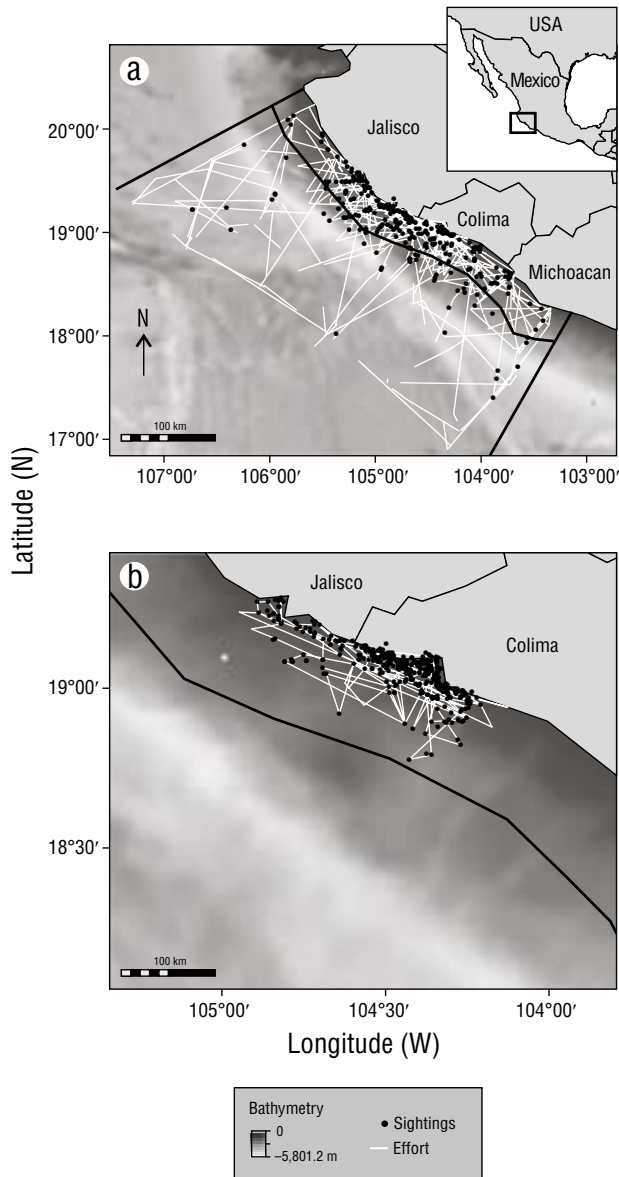 a
USA
Mexico
Jalisco
Colima
Michoacan
N
100 km
20°00′
19°00′
18°00′
17°00′
107°00′ 106°00′ 105°00′ 104°00′ 103°00′
Latitude (N)
b
Jalisco
Colima
19°00′
18°30′
100 km
105°00′ 104°30′ 104°00′
Longitude (W)
Bathymetry
0
–5,801.2 m
Sightings
Effort